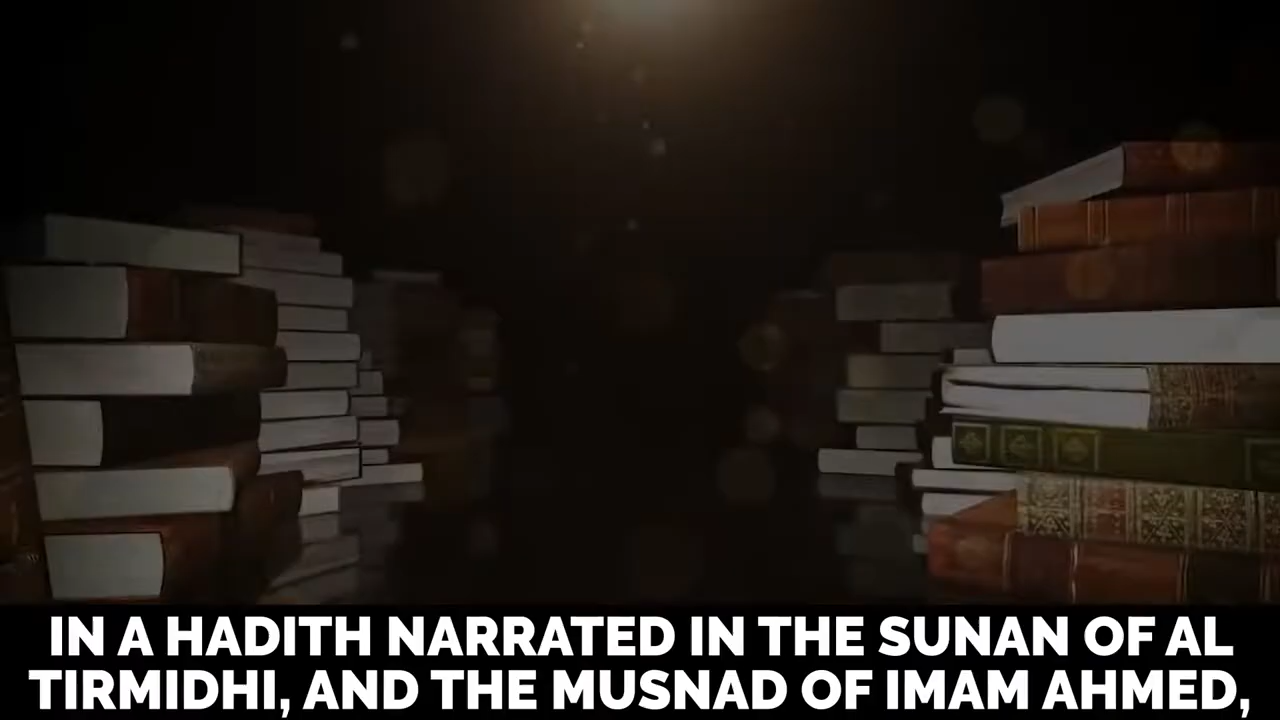 IN A HADITH NARRATED IN THE SUNAN OF AL
TIRMIDHI, AND THE MUSNAD OF IMAM AHMED,